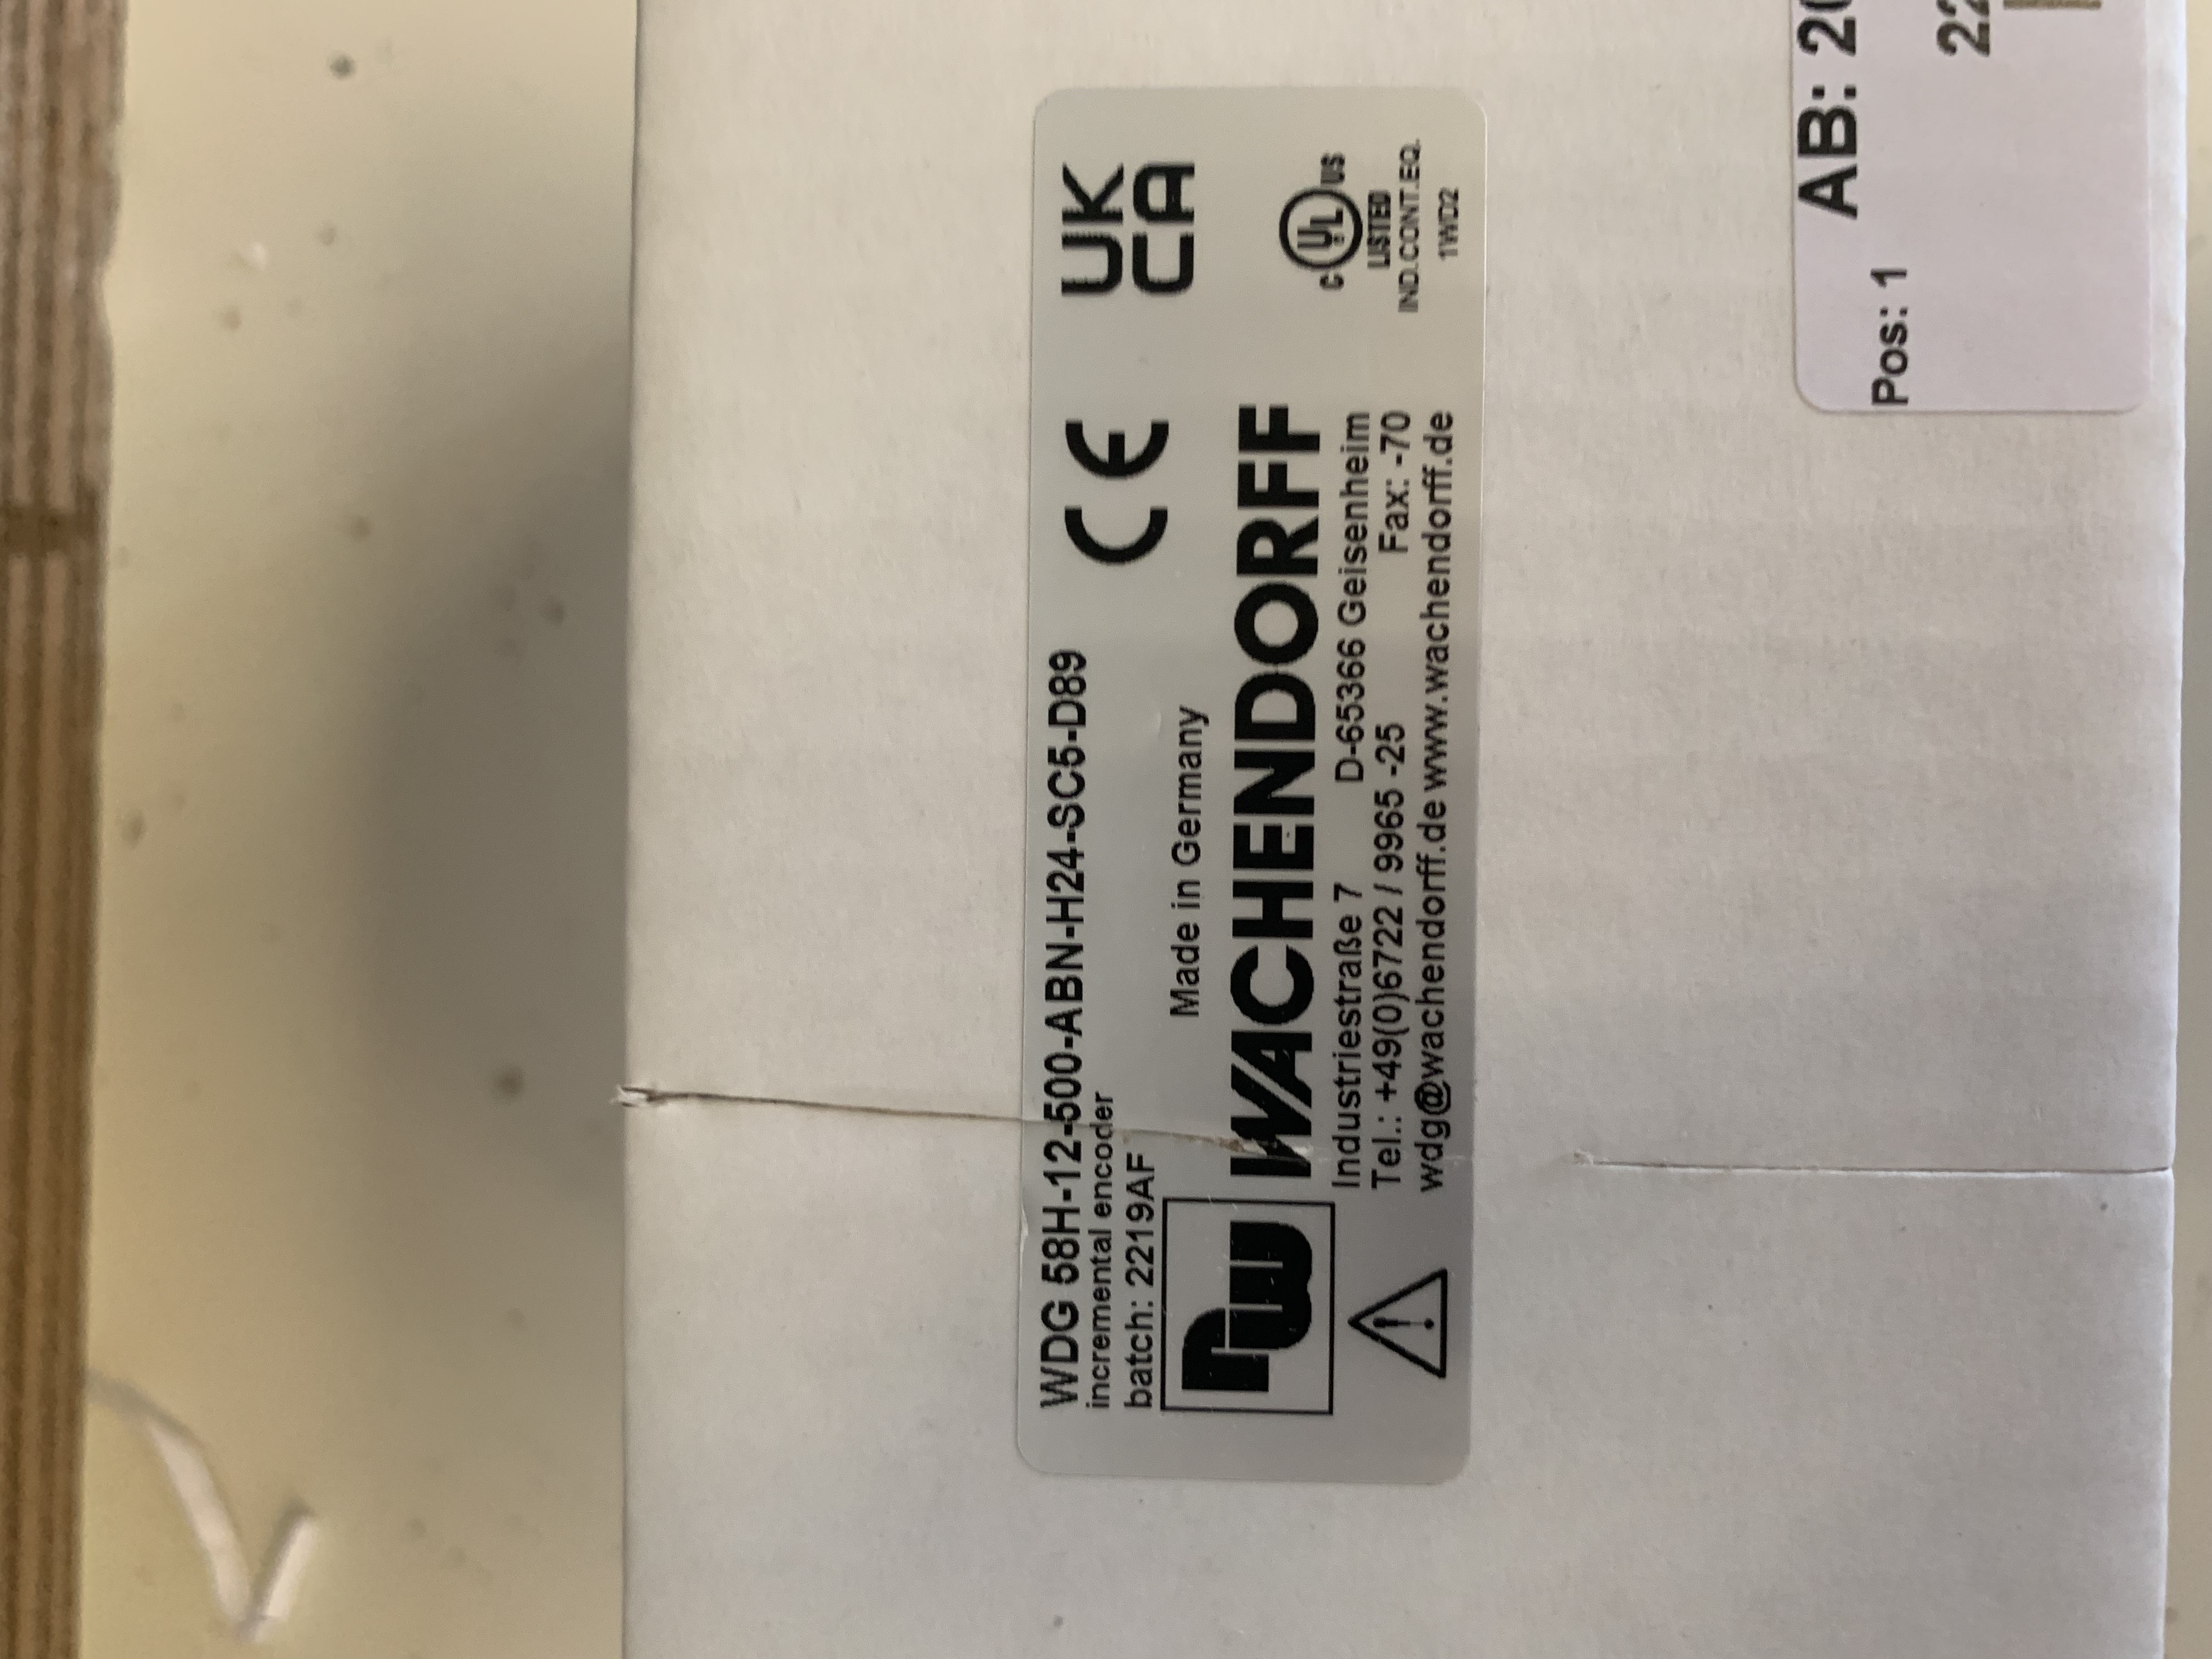 WDG 58H-12-500-ABN-H24-SC5-D89
incremental encoder
batch: 2219AF
CE
UK
CA
Made in Germany
WACHENDORFF
Industriestraße 7 D-65366 Geisenheim
Tel.: +49(0)6722 / 9965 -25 Fax: -70
wdg@wachendorff.de www.wachendorff.de
C UL US
LISTED
IND.CONT.EQ.
1WD2
AB: 20
Pos: 1
22